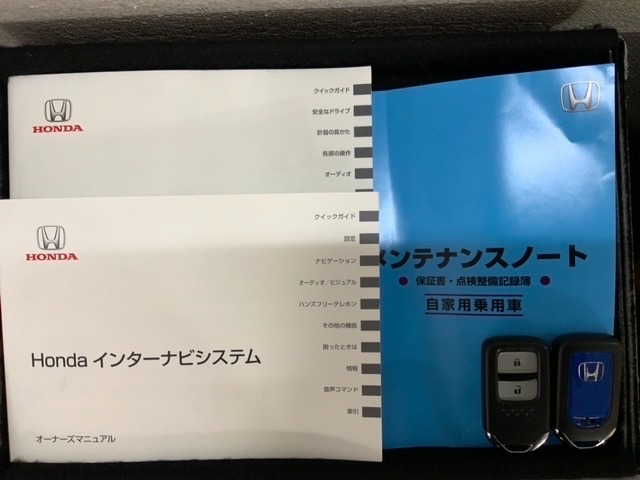 HONDA
クイックガイド
安全なドライブ
計器の見かた
各部の操作
オーディオ
HONDA
クイックガイド
設定
ナビゲーション
オーディオ/ビジュアル
ハンズフリーテレホン
その他の機能
困ったときは
情報
音声コマンド
索引
Honda インターナビシステム
オーナーズマニュアル
メンテナンスノート
● 保証書・点検整備記録簿 ●
自家用乗用車